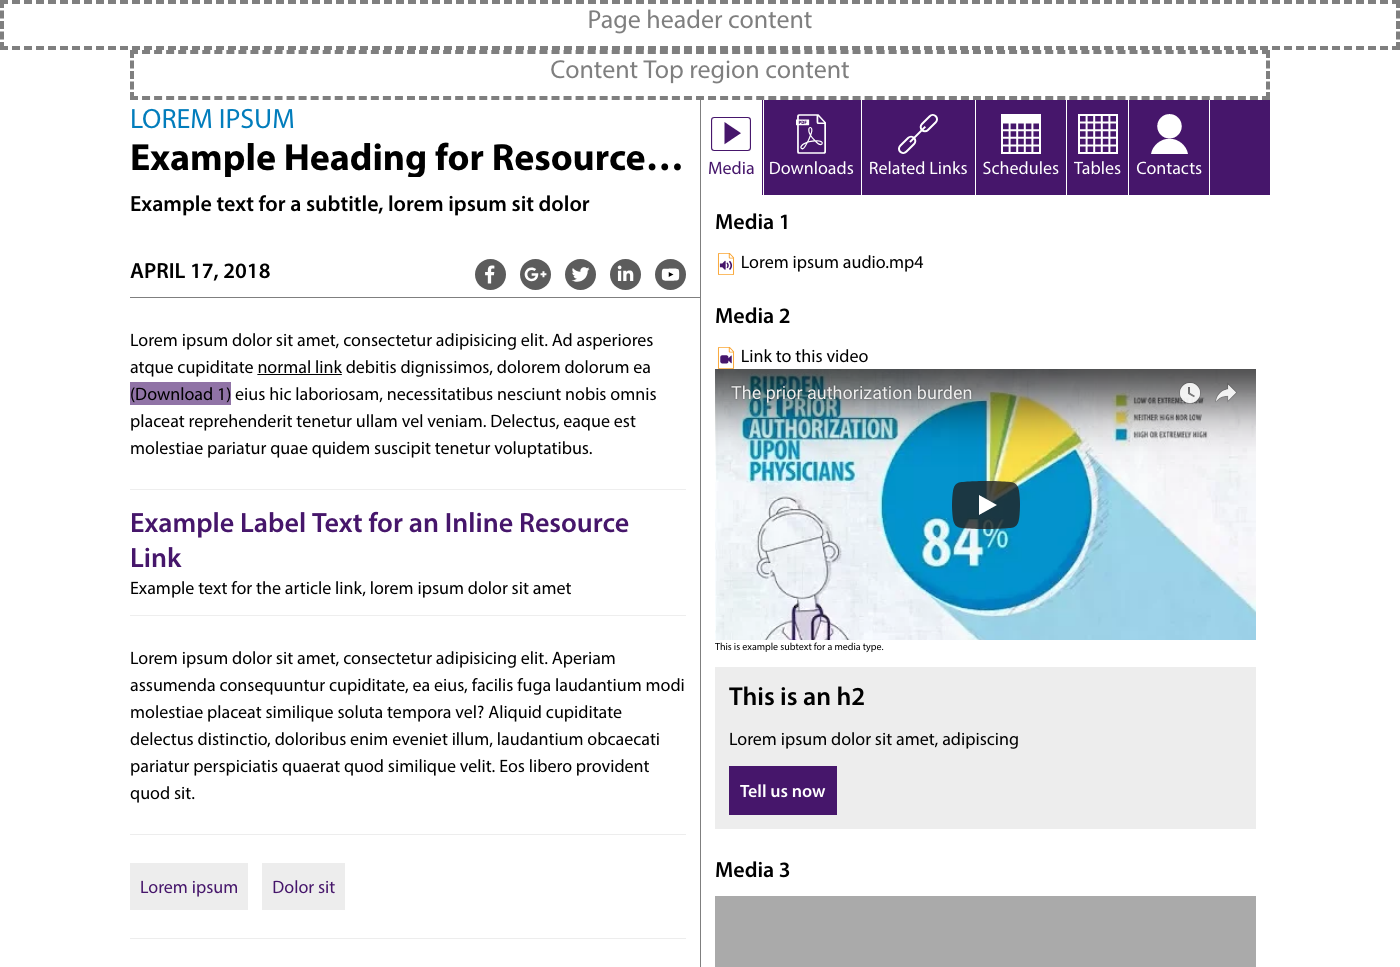 Page header content
Content Top region content
LOREM IPSUM
Example Heading for Resource...
Example text for a subtitle, lorem ipsum sit dolor
APRIL 17, 2018
Lorem ipsum dolor sit amet, consectetur adipisicing elit. Ad asperiores
atque cupiditate normal link debitis dignissimos, dolorem dolorum ea
(Download 1) eius hic laboriosam, necessitatibus nesciunt nobis omnis
placeat reprehenderit tenetur ullam vel veniam. Delectus, eaque est
molestiae pariatur quae quidem suscipit tenetur voluptatibus.
Example Label Text for an Inline Resource
Link
Example text for the article link, lorem ipsum dolor sit amet
Lorem ipsum dolor sit amet, consectetur adipisicing elit. Aperiam
assumenda consequuntur cupiditate, ea eius, facilis fuga laudantium modi
molestiae placeat similique soluta tempora vel? Aliquid cupiditate
delectus distinctio, doloribus enim eveniet illum, laudantium obcaecati
pariatur perspiciatis quaerat quod similique velit. Eos libero provident
quod sit.
Lorem ipsum
Dolor sit
Media
Downloads
Related Links
Schedules
Tables
Contacts
Media 1
Lorem ipsum audio.mp4
Media 2
Link to this video
The prior authorization burden
BURDEN
OF PRIOR
AUTHORIZATION
UPON
PHYSICIANS
LOW OR EXTREMELY LOW
NEITHER HIGH NOR LOW
HIGH OR EXTREMELY HIGH
84%
This is example subtext for a media type.
This is an h2
Lorem ipsum dolor sit amet, adipiscing
Tell us now
Media 3